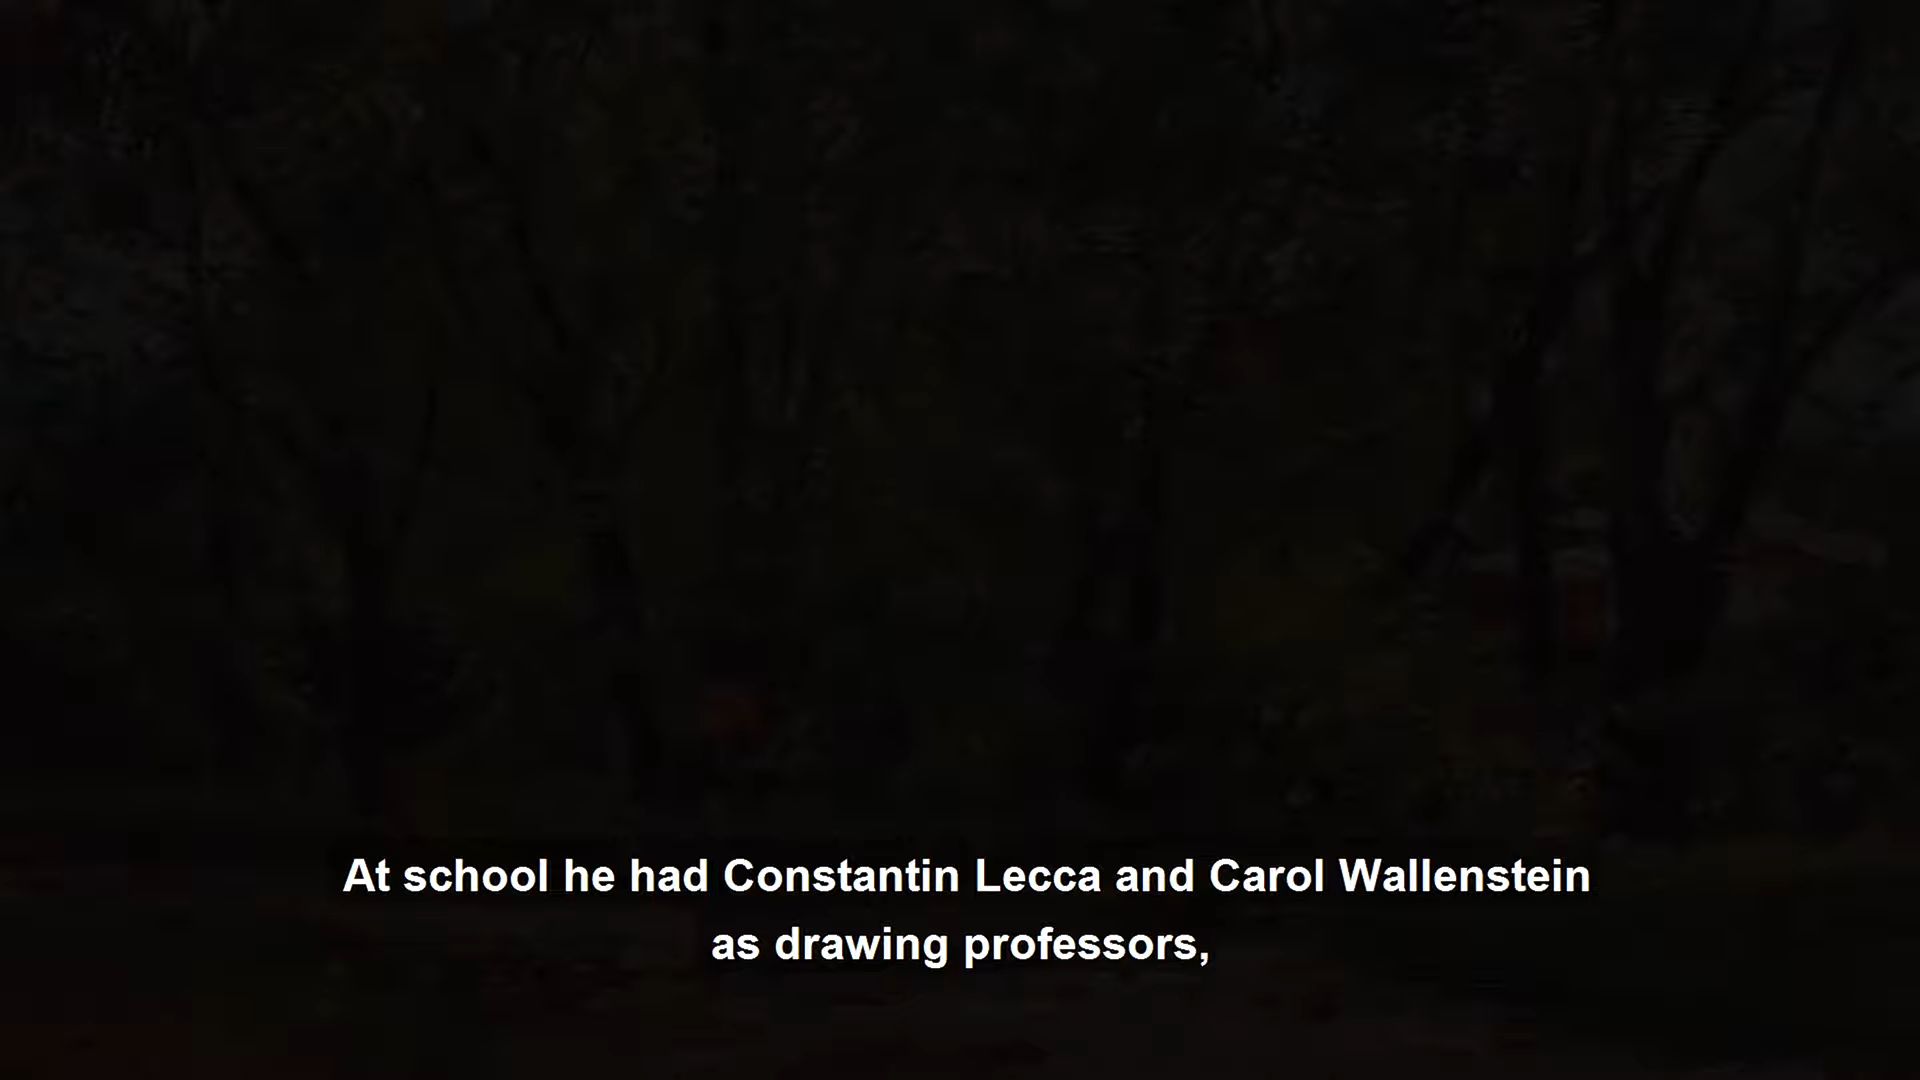 At school he had Constantin Lecca and Carol Wallenstein
as drawing professors,